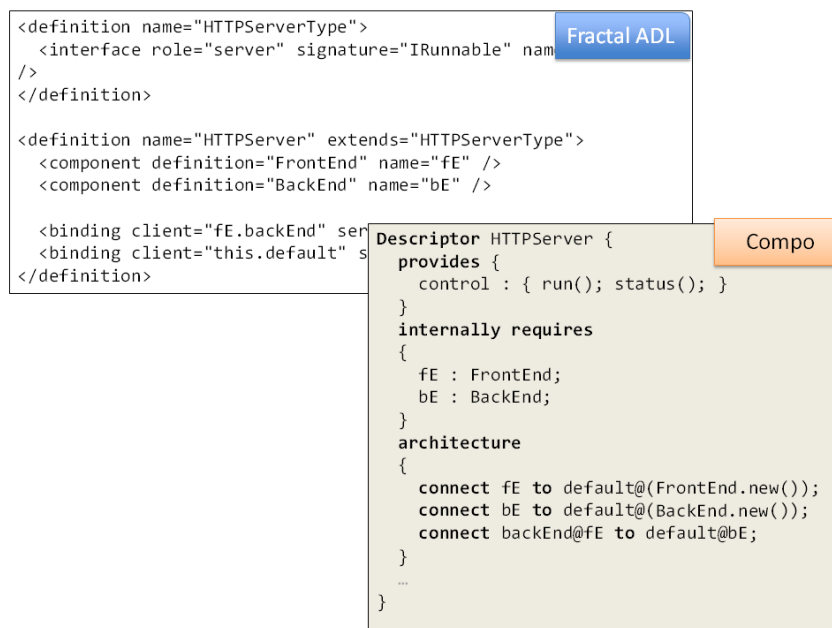 <definition name="HTTPServerType">
<interface role="server" signature="IRunnable"
/>
</definition>
Fractal ADL
<definition name="HTTPServer" extends="HTTPServerType">
<component definition="FrontEnd" name="fE" />
<component definition="BackEnd" name="bE" />
<binding client="fE.backEnd"
<binding client="this.default"
</definition>
Compo
Descriptor HTTPServer {
provides {
control : { run(); status(); }
}
internally requires
{
fE : FrontEnd;
bE : BackEnd;
}
architecture
{
connect fE to default@(FrontEnd.new());
connect bE to default@(BackEnd.new());
connect backEnd@fE to default@bE;
}
…
}